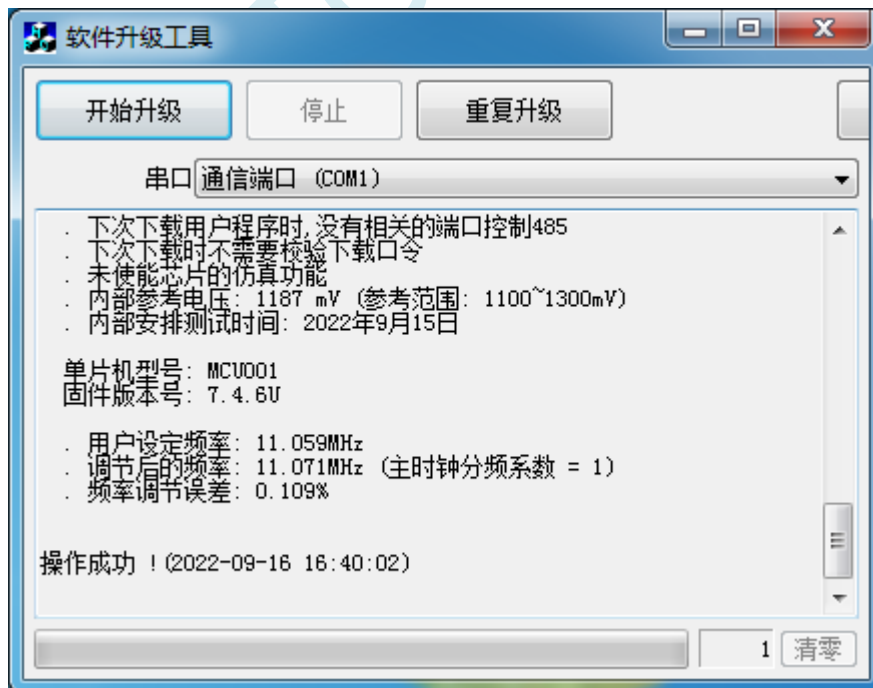 软件升级工具
开始升级 停止 重复升级
串口 通信端口 (COM1)
. 下次下载用户程序时,没有相关的端口控制485
. 下次下载时不需要校验下载口令
. 未使能芯片的仿真功能
. 内部参考电压: 1187 mV (参考范围: 1100~1300mV)
. 内部安排测试时间: 2022年9月15日
单片机型号: MCU001
固件版本号: 7.4.6U
. 用户设定频率: 11.059MHz
. 调节后的频率: 11.071MHz (主时钟分频系数 = 1)
. 频率调节误差: 0.109%
操作成功 !(2022-09-16 16:40:02)
1 清零